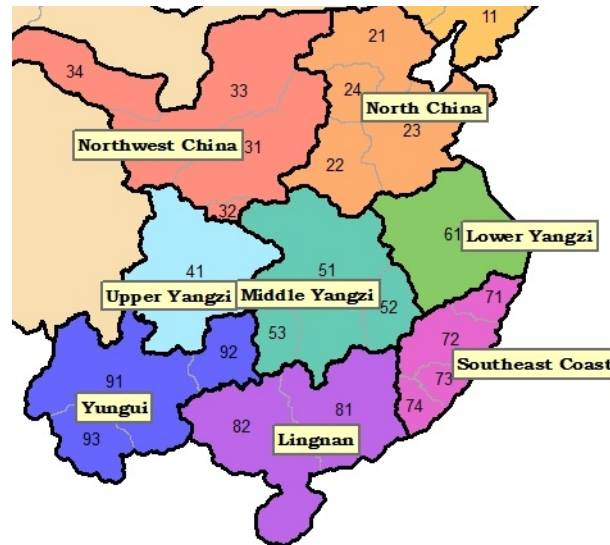 11
21
34
24
33
North China
23
Northwest China
31
22
32
61
Lower Yangzi
41
51
Upper Yangzi
Middle Yangzi
71
52
53
72
92
Southeast Coast
91
73
Yungui
74
81
82
93
Lingnan